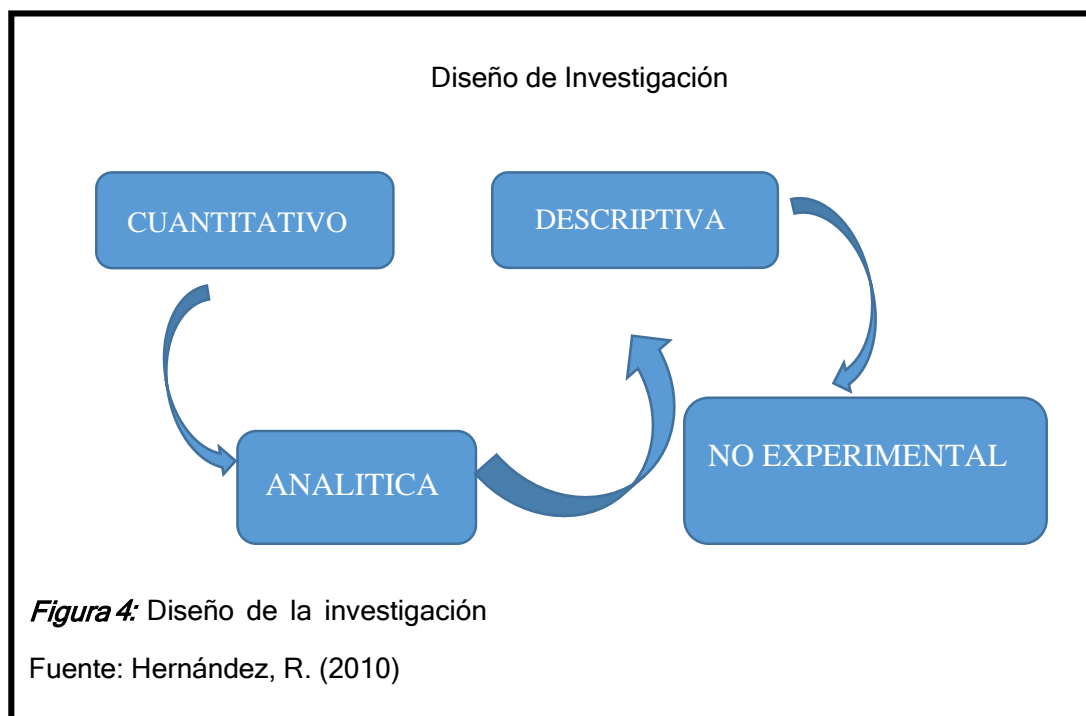 Diseño de Investigación
CUANTITATIVO
DESCRIPTIVA
ANALITICA
NO EXPERIMENTAL
Figura 4: Diseño de la investigación
Fuente: Hernández, R. (2010)